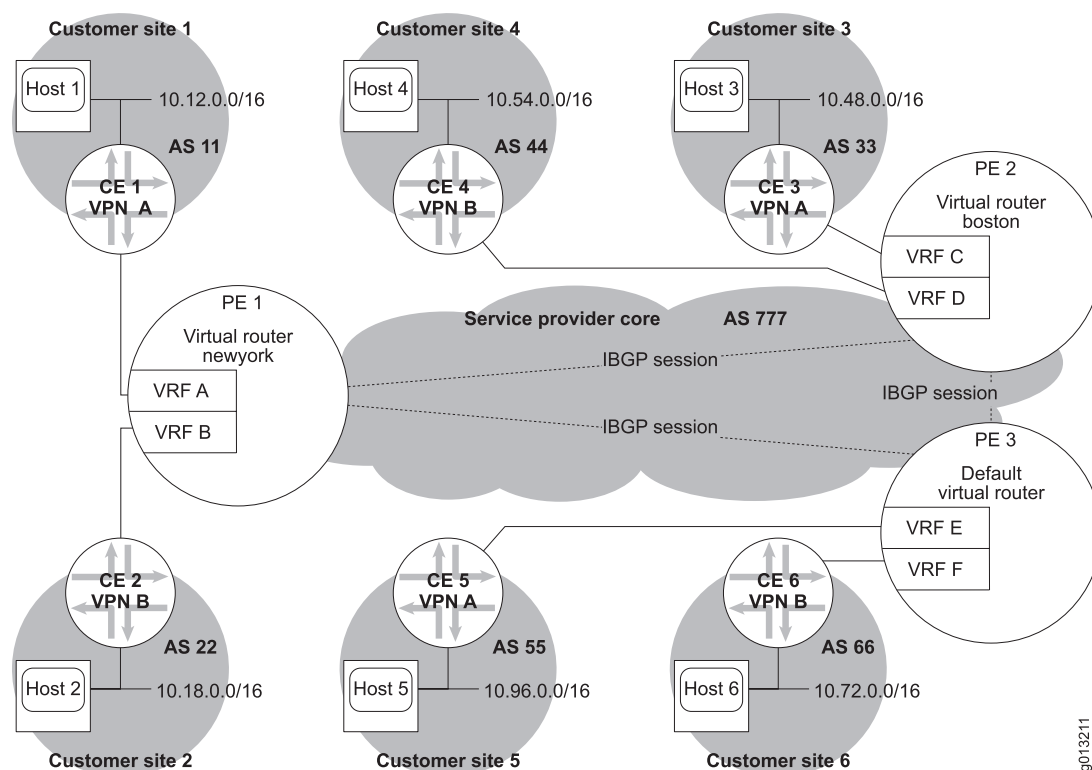 Customer site 1
Customer site 4
Customer site 3
Host 1
10.12.0.0/16
AS 11
CE 1
VPN A
Host 4
10.54.0.0/16
AS 44
CE 4
VPN B
Host 3
10.48.0.0/16
AS 33
CE 3
VPN A
PE 2
Virtual router
boston
VRF C
VRF D
PE 1
Virtual router
newyork
VRF A
VRF B
Service provider core
AS 777
IBGP session
IBGP session
IBGP session
PE 3
Default
virtual router
VRF E
VRF F
CE 2
VPN B
AS 22
Host 2
10.18.0.0/16
Customer site 2
CE 5
VPN A
AS 55
Host 5
10.96.0.0/16
Customer site 5
CE 6
VPN B
AS 66
Host 6
10.72.0.0/16
Customer site 6
g013211